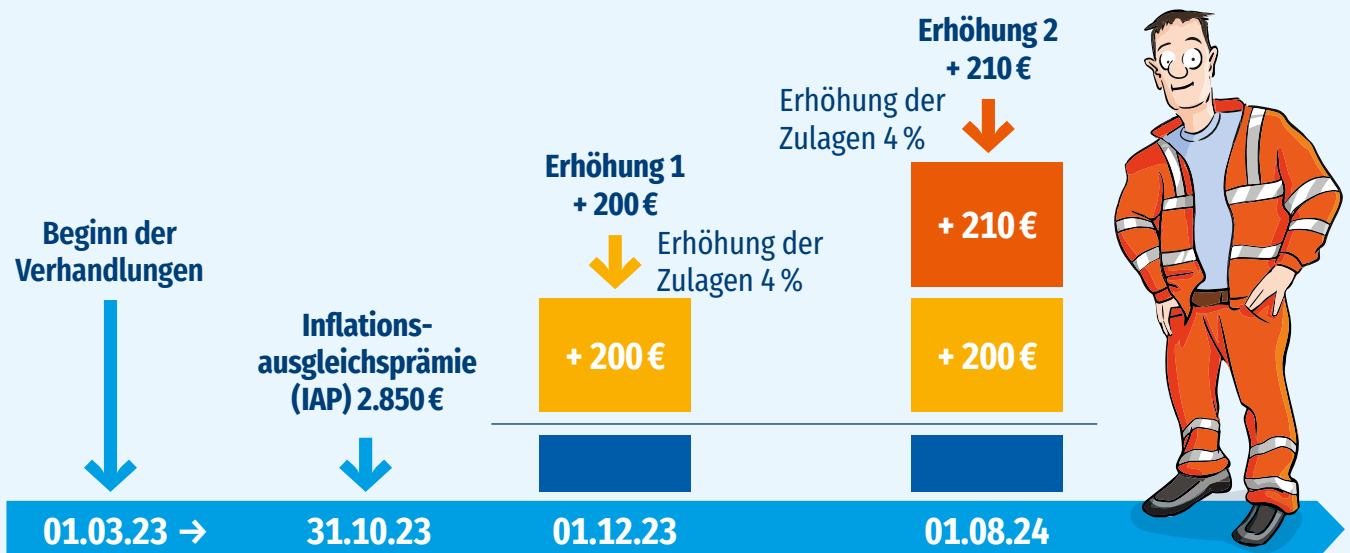 Beginn der
Verhandlungen
Inflations-
ausgleichsprämie
(IAP) 2.850 €
Erhöhung 1
+ 200 €
Erhöhung der
Zulagen 4 %
+ 200 €
Erhöhung 2
+ 210 €
Erhöhung der
Zulagen 4 %
+ 210 €
+ 200 €
01.03.23 →
31.10.23
01.12.23
01.08.24